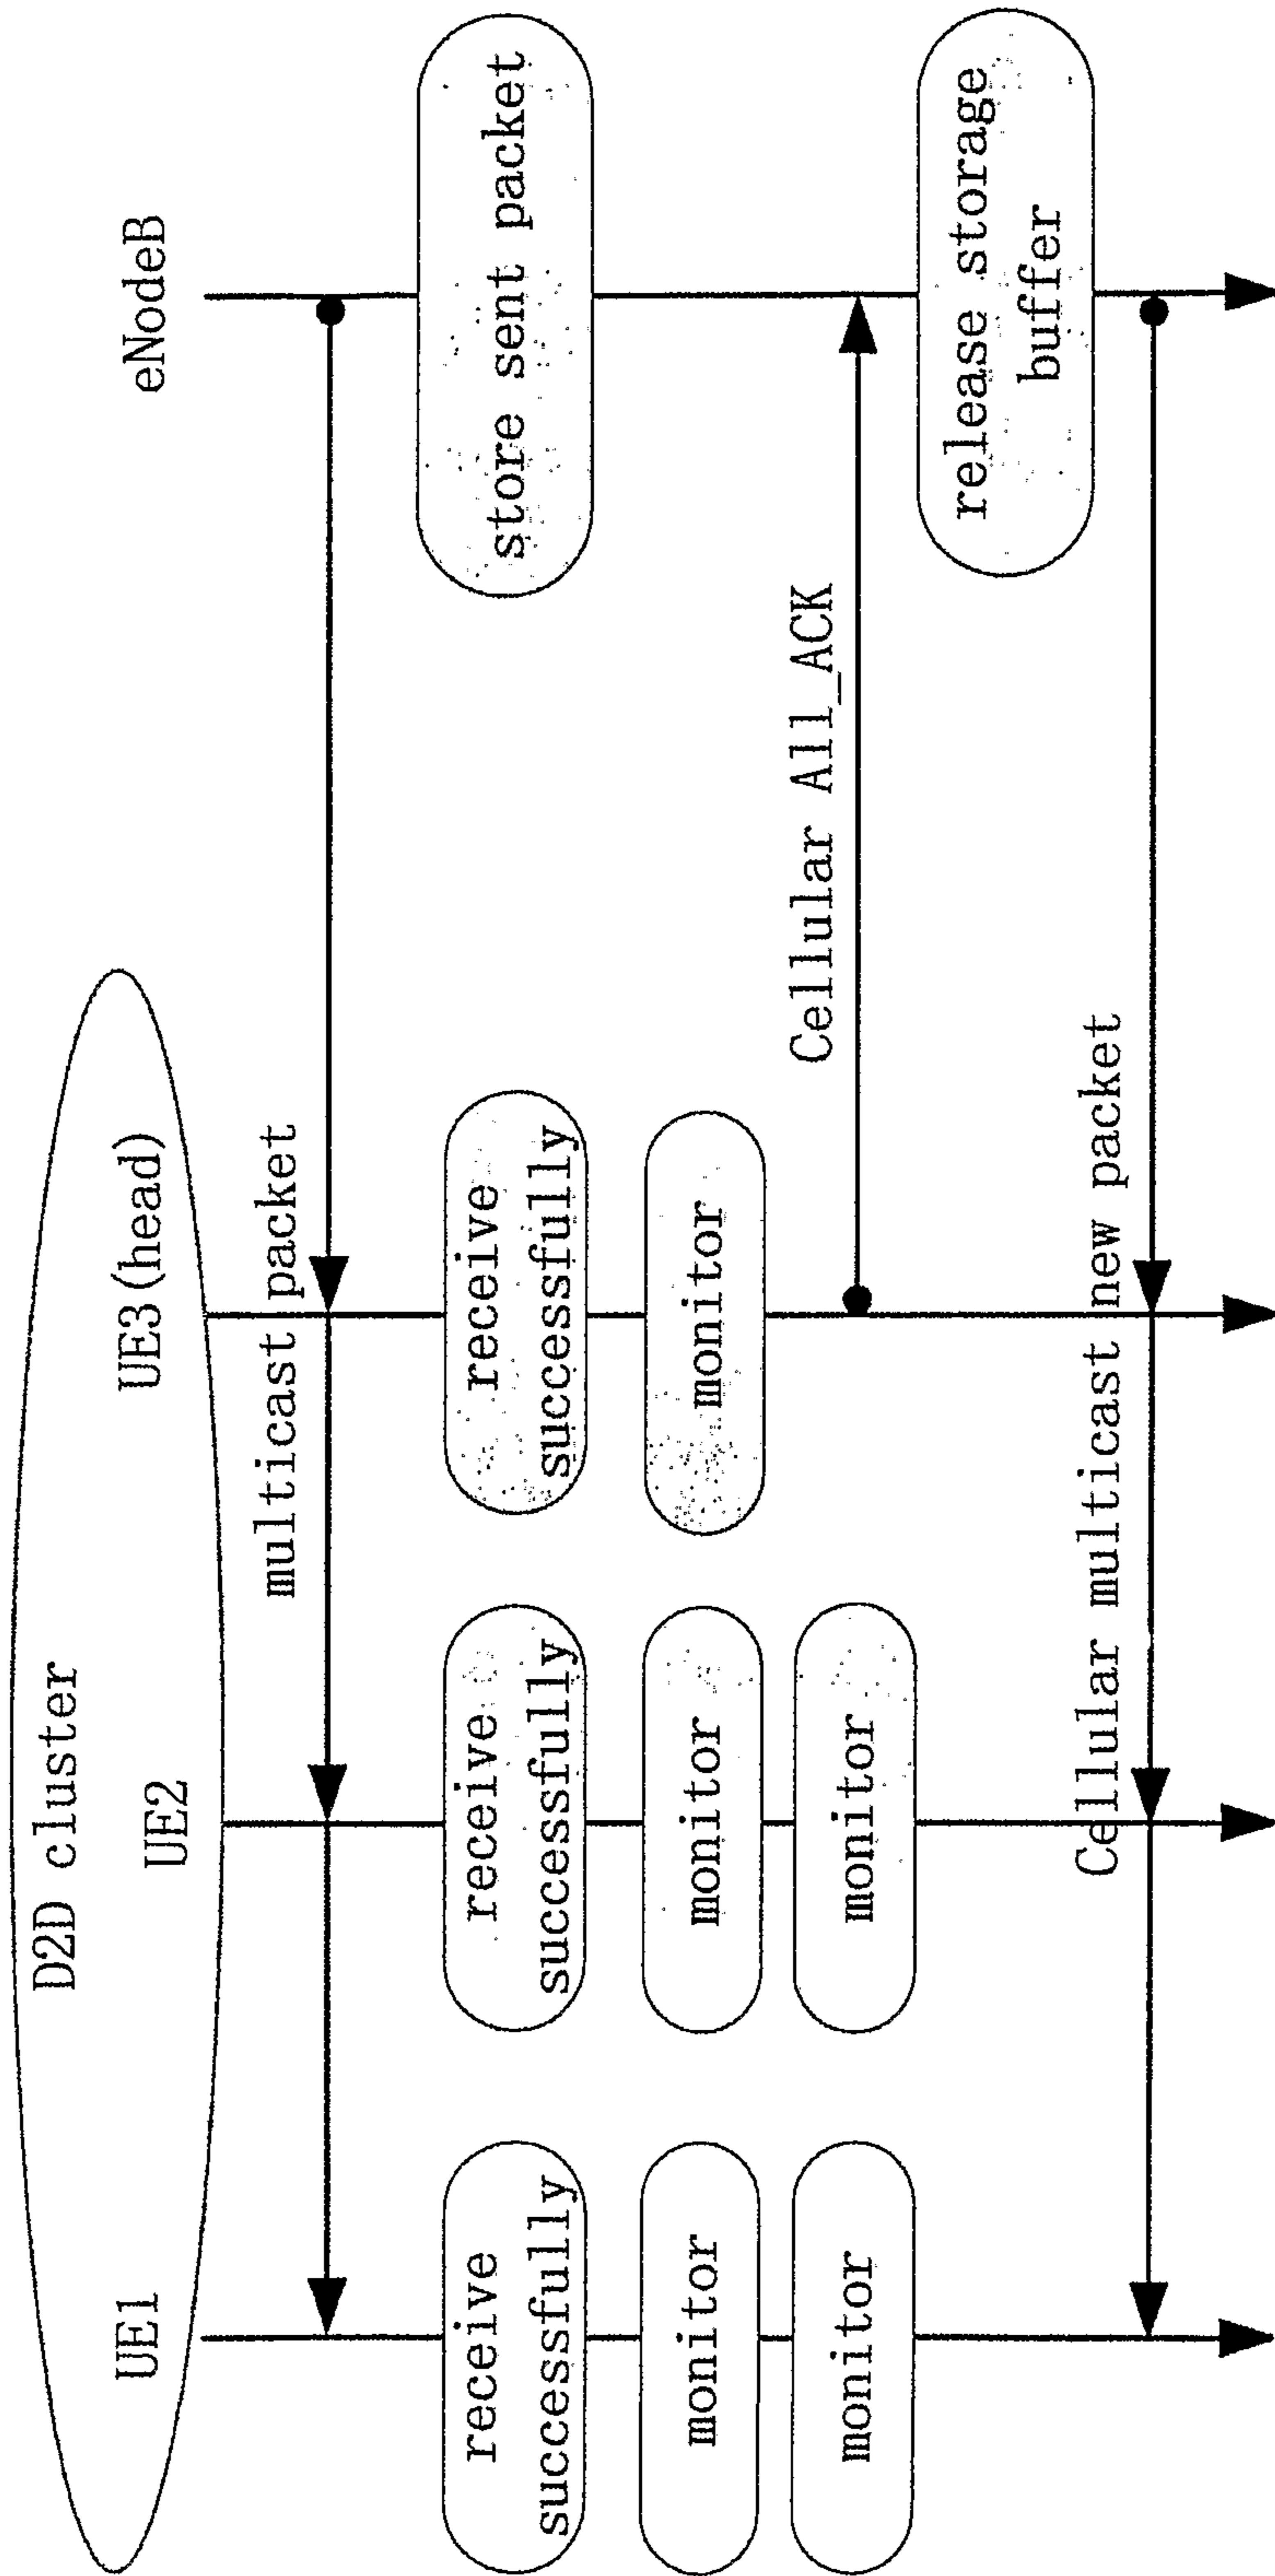 D2D cluster
UE1
UE2
UE3(head)
eNodeB
multicast packet
receive
successfully
receive
successfully
receive
successfully
store sent packet
monitor
monitor
monitor
monitor
monitor
Cellular All_ACK
release storage
buffer
Cellular multicast new packet